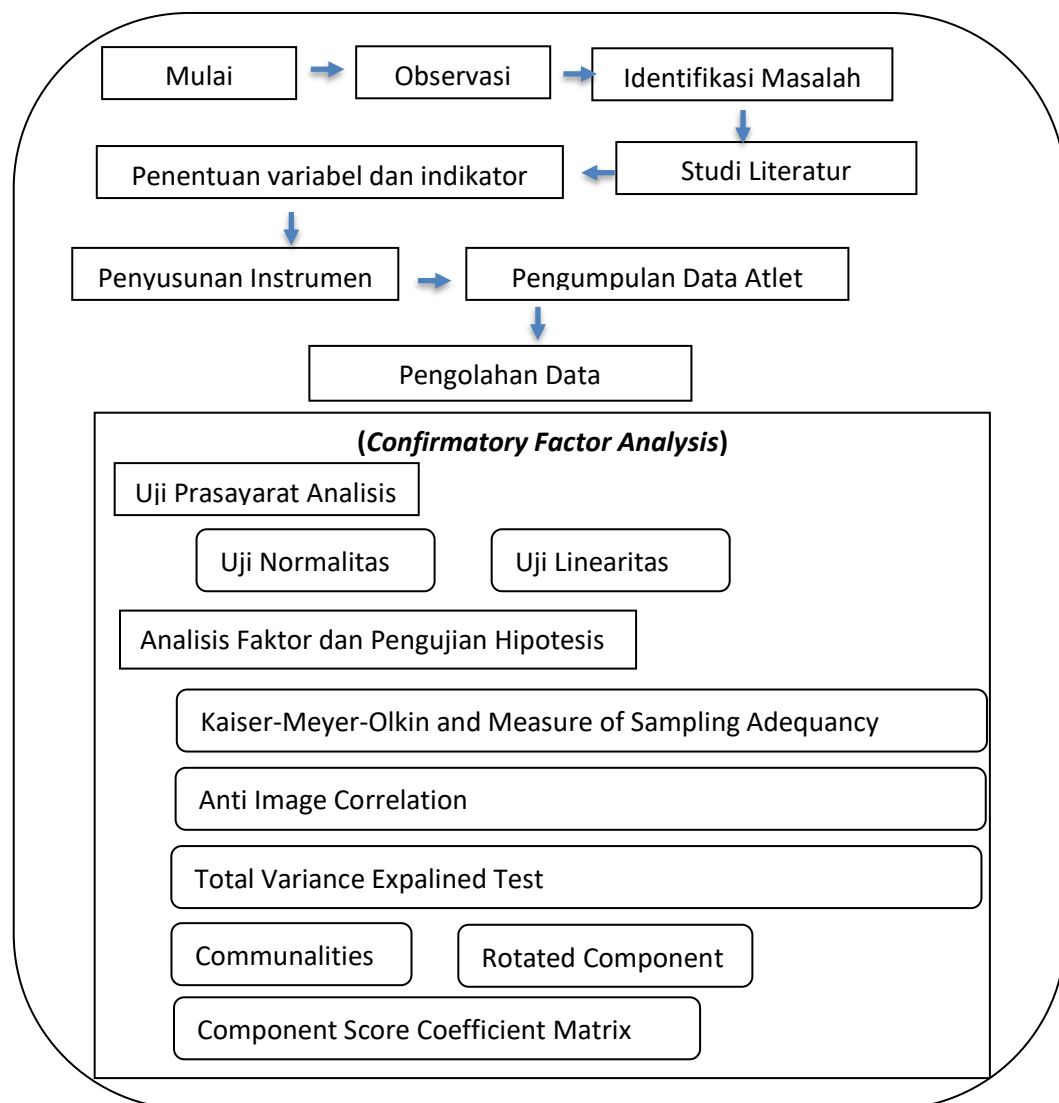 Mulai
Observasi
Identifikasi Masalah
Studi Literatur
Penentuan variabel dan indikator
Penyusunan Instrumen
Pengumpulan Data Atlet
Pengolahan Data
(Confirmatory Factor Analysis)
Uji Prasayarat Analisis
Uji Normalitas
Uji Linearitas
Analisis Faktor dan Pengujian Hipotesis
Kaiser-Meyer-Olkin and Measure of Sampling Adequancy
Anti Image Correlation
Total Variance Expalined Test
Communalities
Rotated Component
Component Score Coefficient Matrix